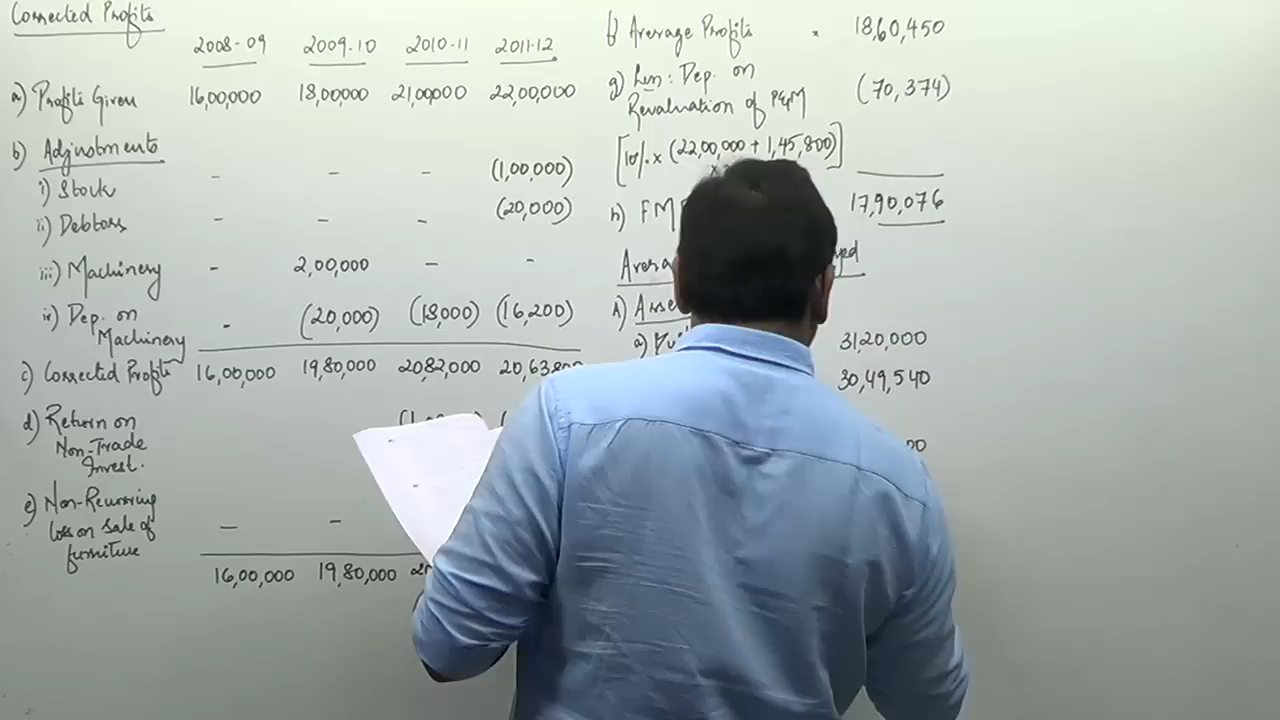 Corrected Profits
2008-09 2009-10 2010-11 2011-12
a) Profits Given 16,00,000 18,00,000 21,00,000 22,00,000
b) Adjustments
i) Stock - - - (1,00,000)
ii) Debtors - - - (20,000)
iii) Machinery - 2,00,000 - -
iv) Dep. on - (20,000) (18,000) (16,200)
Machinery
c) Corrected Profits 16,00,000 19,80,000 20,82,000 20,63,800
d) Return on
Non-Trade
Invest.
e) Non-Recurring
loss on sale of - -
furniture
16,00,000 19,80,000
f) Average Profits 18,60,450
g) Less: Dep. on (70,374)
Revaluation of P&M
[10% x (22,00,000 + 1,45,800)]
h) FM 17,90,076
31,20,000
30,49,540